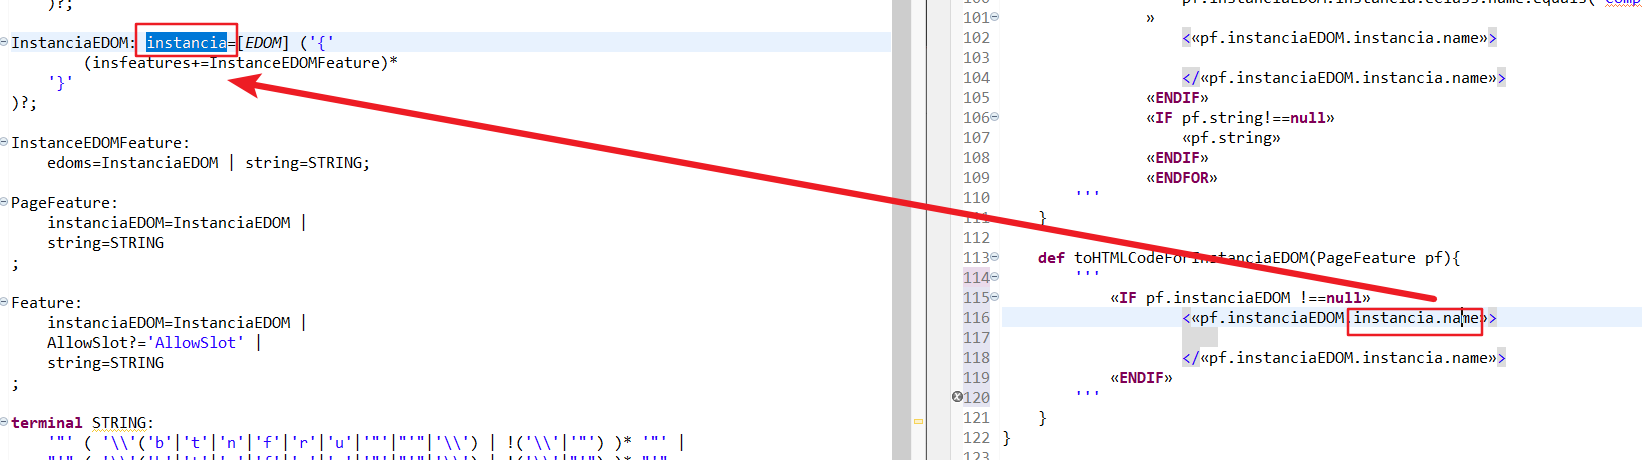 )?;
InstanciaEDOM: instancia=[EDOM] ('{'
(insfeatures+=InstanceEDOMFeature)*
'}'
)?;
InstanceEDOMFeature:
edoms=InstanciaEDOM | string=STRING;
PageFeature:
instanciaEDOM=InstanciaEDOM |
string=STRING
;
Feature:
instanciaEDOM=InstanciaEDOM |
AllowSlot?='AllowSlot' |
string=STRING
;
terminal STRING:
'"' ( '\\'('b'|'t'|'n'|'f'|'r'|'u'|'"'|"'"|'\\') | !('\\'|'"') )* '"' |
101 »
102 <«pf.instanciaEDOM.instancia.name»>
103
104 </«pf.instanciaEDOM.instancia.name»>
105 «ENDIF»
106 «IF pf.string!==null»
107 «pf.string»
108 «ENDIF»
109 «ENDFOR»
110 '''
111 }
112
113 def toHTMLCodeForInstanciaEDOM(PageFeature pf){
114 '''
115 «IF pf.instanciaEDOM !==null»
116 <«pf.instanciaEDOM.instancia.name»>
117
118 </«pf.instanciaEDOM.instancia.name»>
119 «ENDIF»
120 '''
121 }
122 }
123